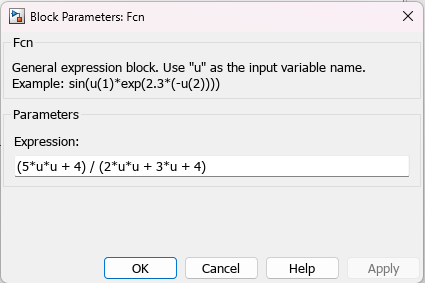 Block Parameters: Fcn
Fcn
General expression block. Use "u" as the input variable name.
Example: sin(u(1)*exp(2.3*(-u(2))))
Parameters
Expression:
(5*u*u + 4) / (2*u*u + 3*u + 4)
OK Cancel Help Apply